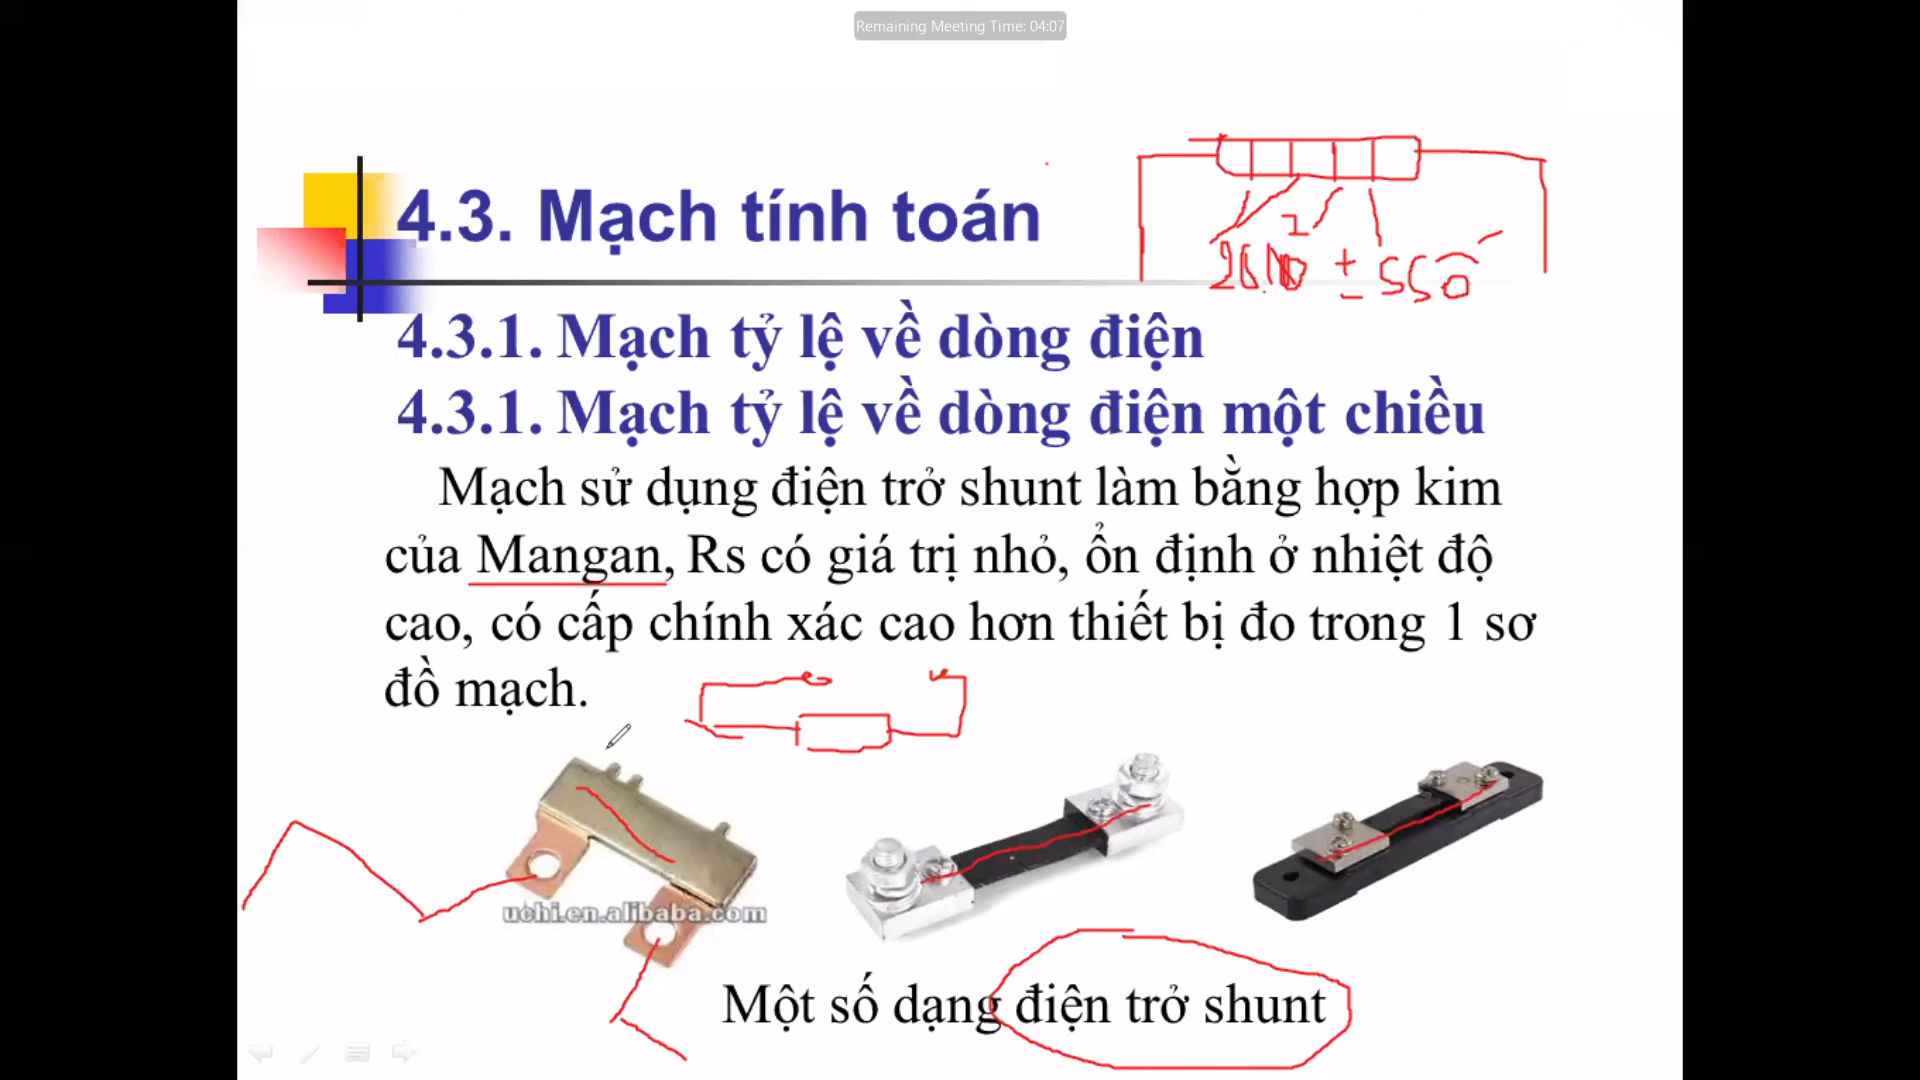 Remaining Meeting Time: 04:07
4.3. Mạch tính toán
4.3.1. Mạch tỷ lệ về dòng điện
4.3.1. Mạch tỷ lệ về dòng điện một chiều
Mạch sử dụng điện trở shunt làm bằng hợp kim
của Mangan, Rs có giá trị nhỏ, ổn định ở nhiệt độ
cao, có cấp chính xác cao hơn thiết bị đo trong 1 sơ
đồ mạch.
uchi.en.alibaba.com
Một số dạng điện trở shunt